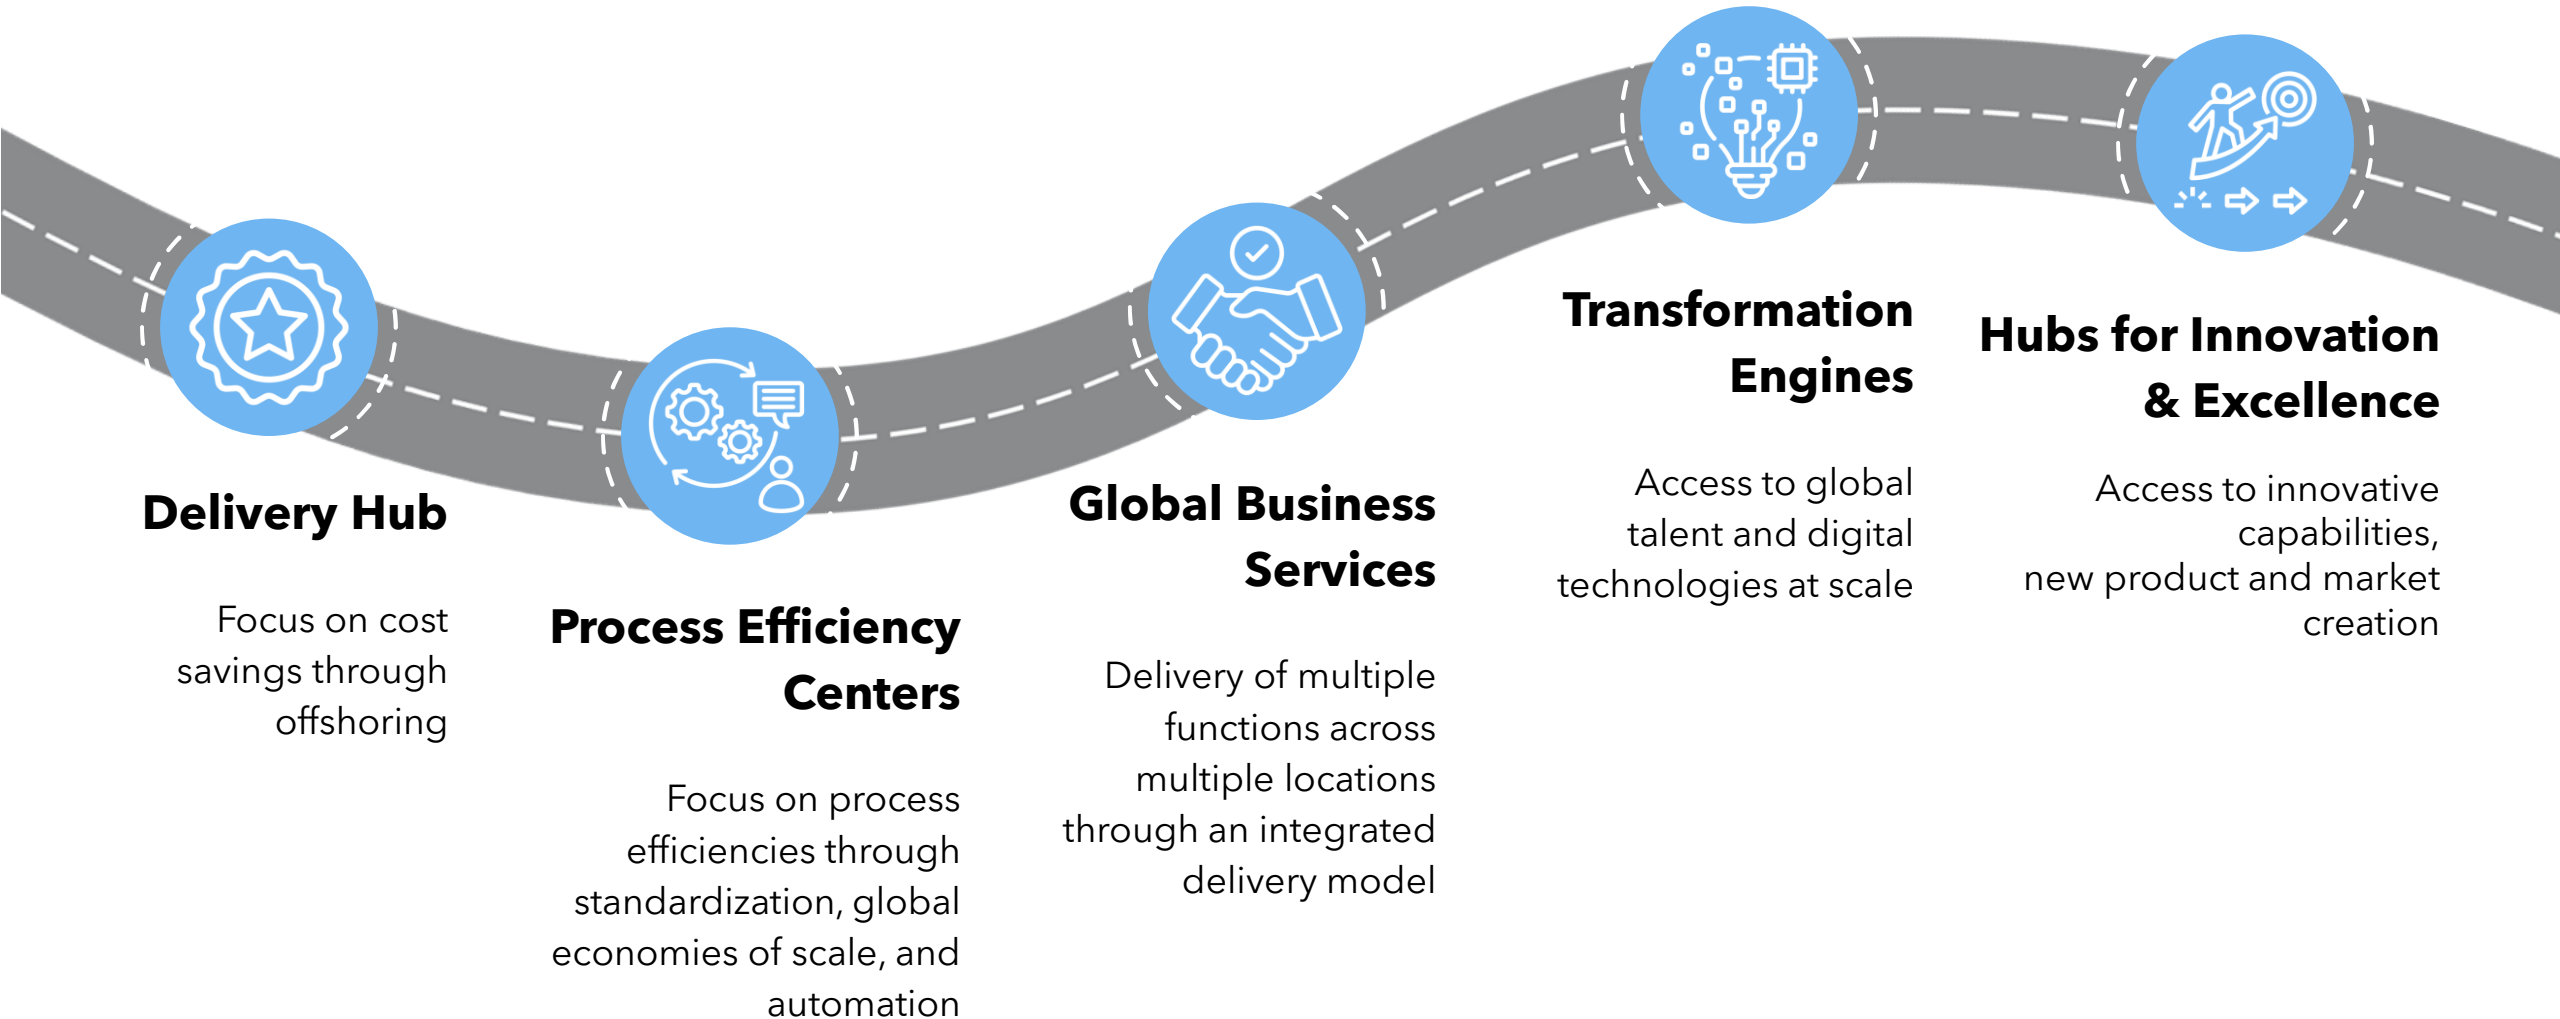 Delivery Hub
Focus on cost
savings through
offshoring
Process Efficiency
Centers
Focus on process
efficiencies through
standardization, global
economies of scale, and
automation
Global Business
Services
Delivery of multiple
functions across
multiple locations
through an integrated
delivery model
Transformation
Engines
Access to global
talent and digital
technologies at scale
Hubs for Innovation
& Excellence
Access to innovative
capabilities,
new product and market
creation